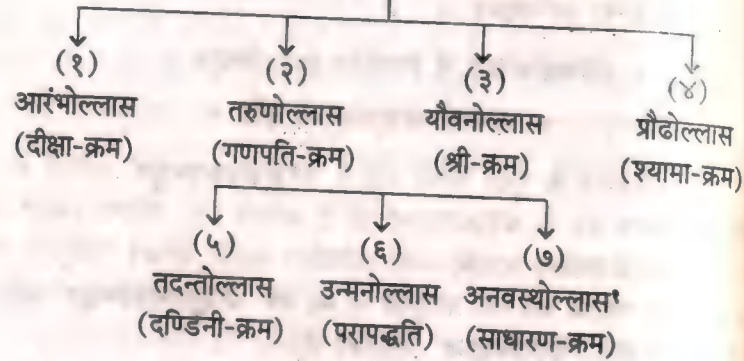 (१) (२) (३) (४)
आरंभोल्लास तरुणोल्लास यौवनोल्लास प्रौढोल्लास
(दीक्षा-क्रम) (गणपति-क्रम) (श्री-क्रम) (श्यामा-क्रम)
(५) (६) (७)
तदन्तोल्लास उन्मनोल्लास अनवस्थोल्लास¹
(दण्डिनी-क्रम) (परापद्धति) (साधारण-क्रम)